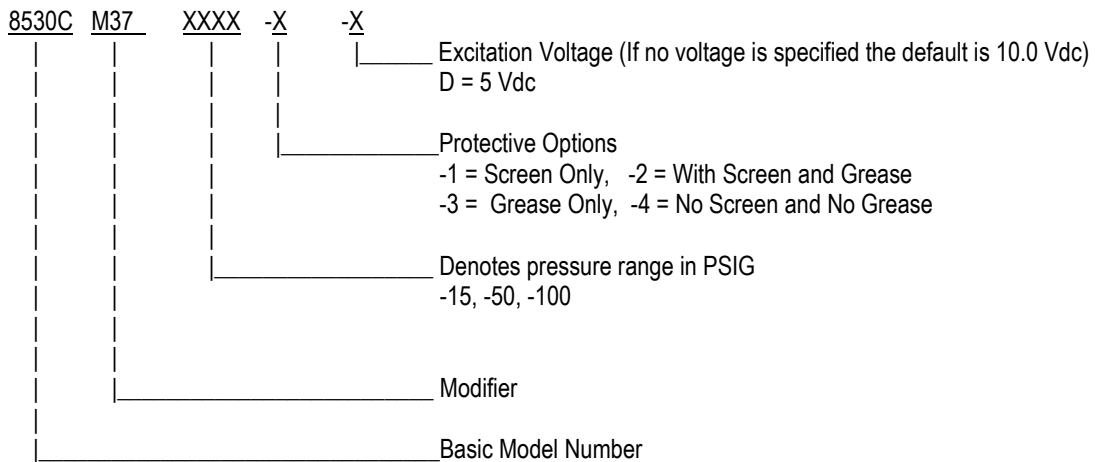 8530C M37 XXXX -X -X
Excitation Voltage (If no voltage is specified the default is 10.0 Vdc)
D = 5 Vdc
Protective Options
-1 = Screen Only, -2 = With Screen and Grease
-3 = Grease Only, -4 = No Screen and No Grease
Denotes pressure range in PSIG
-15, -50, -100
Modifier
Basic Model Number